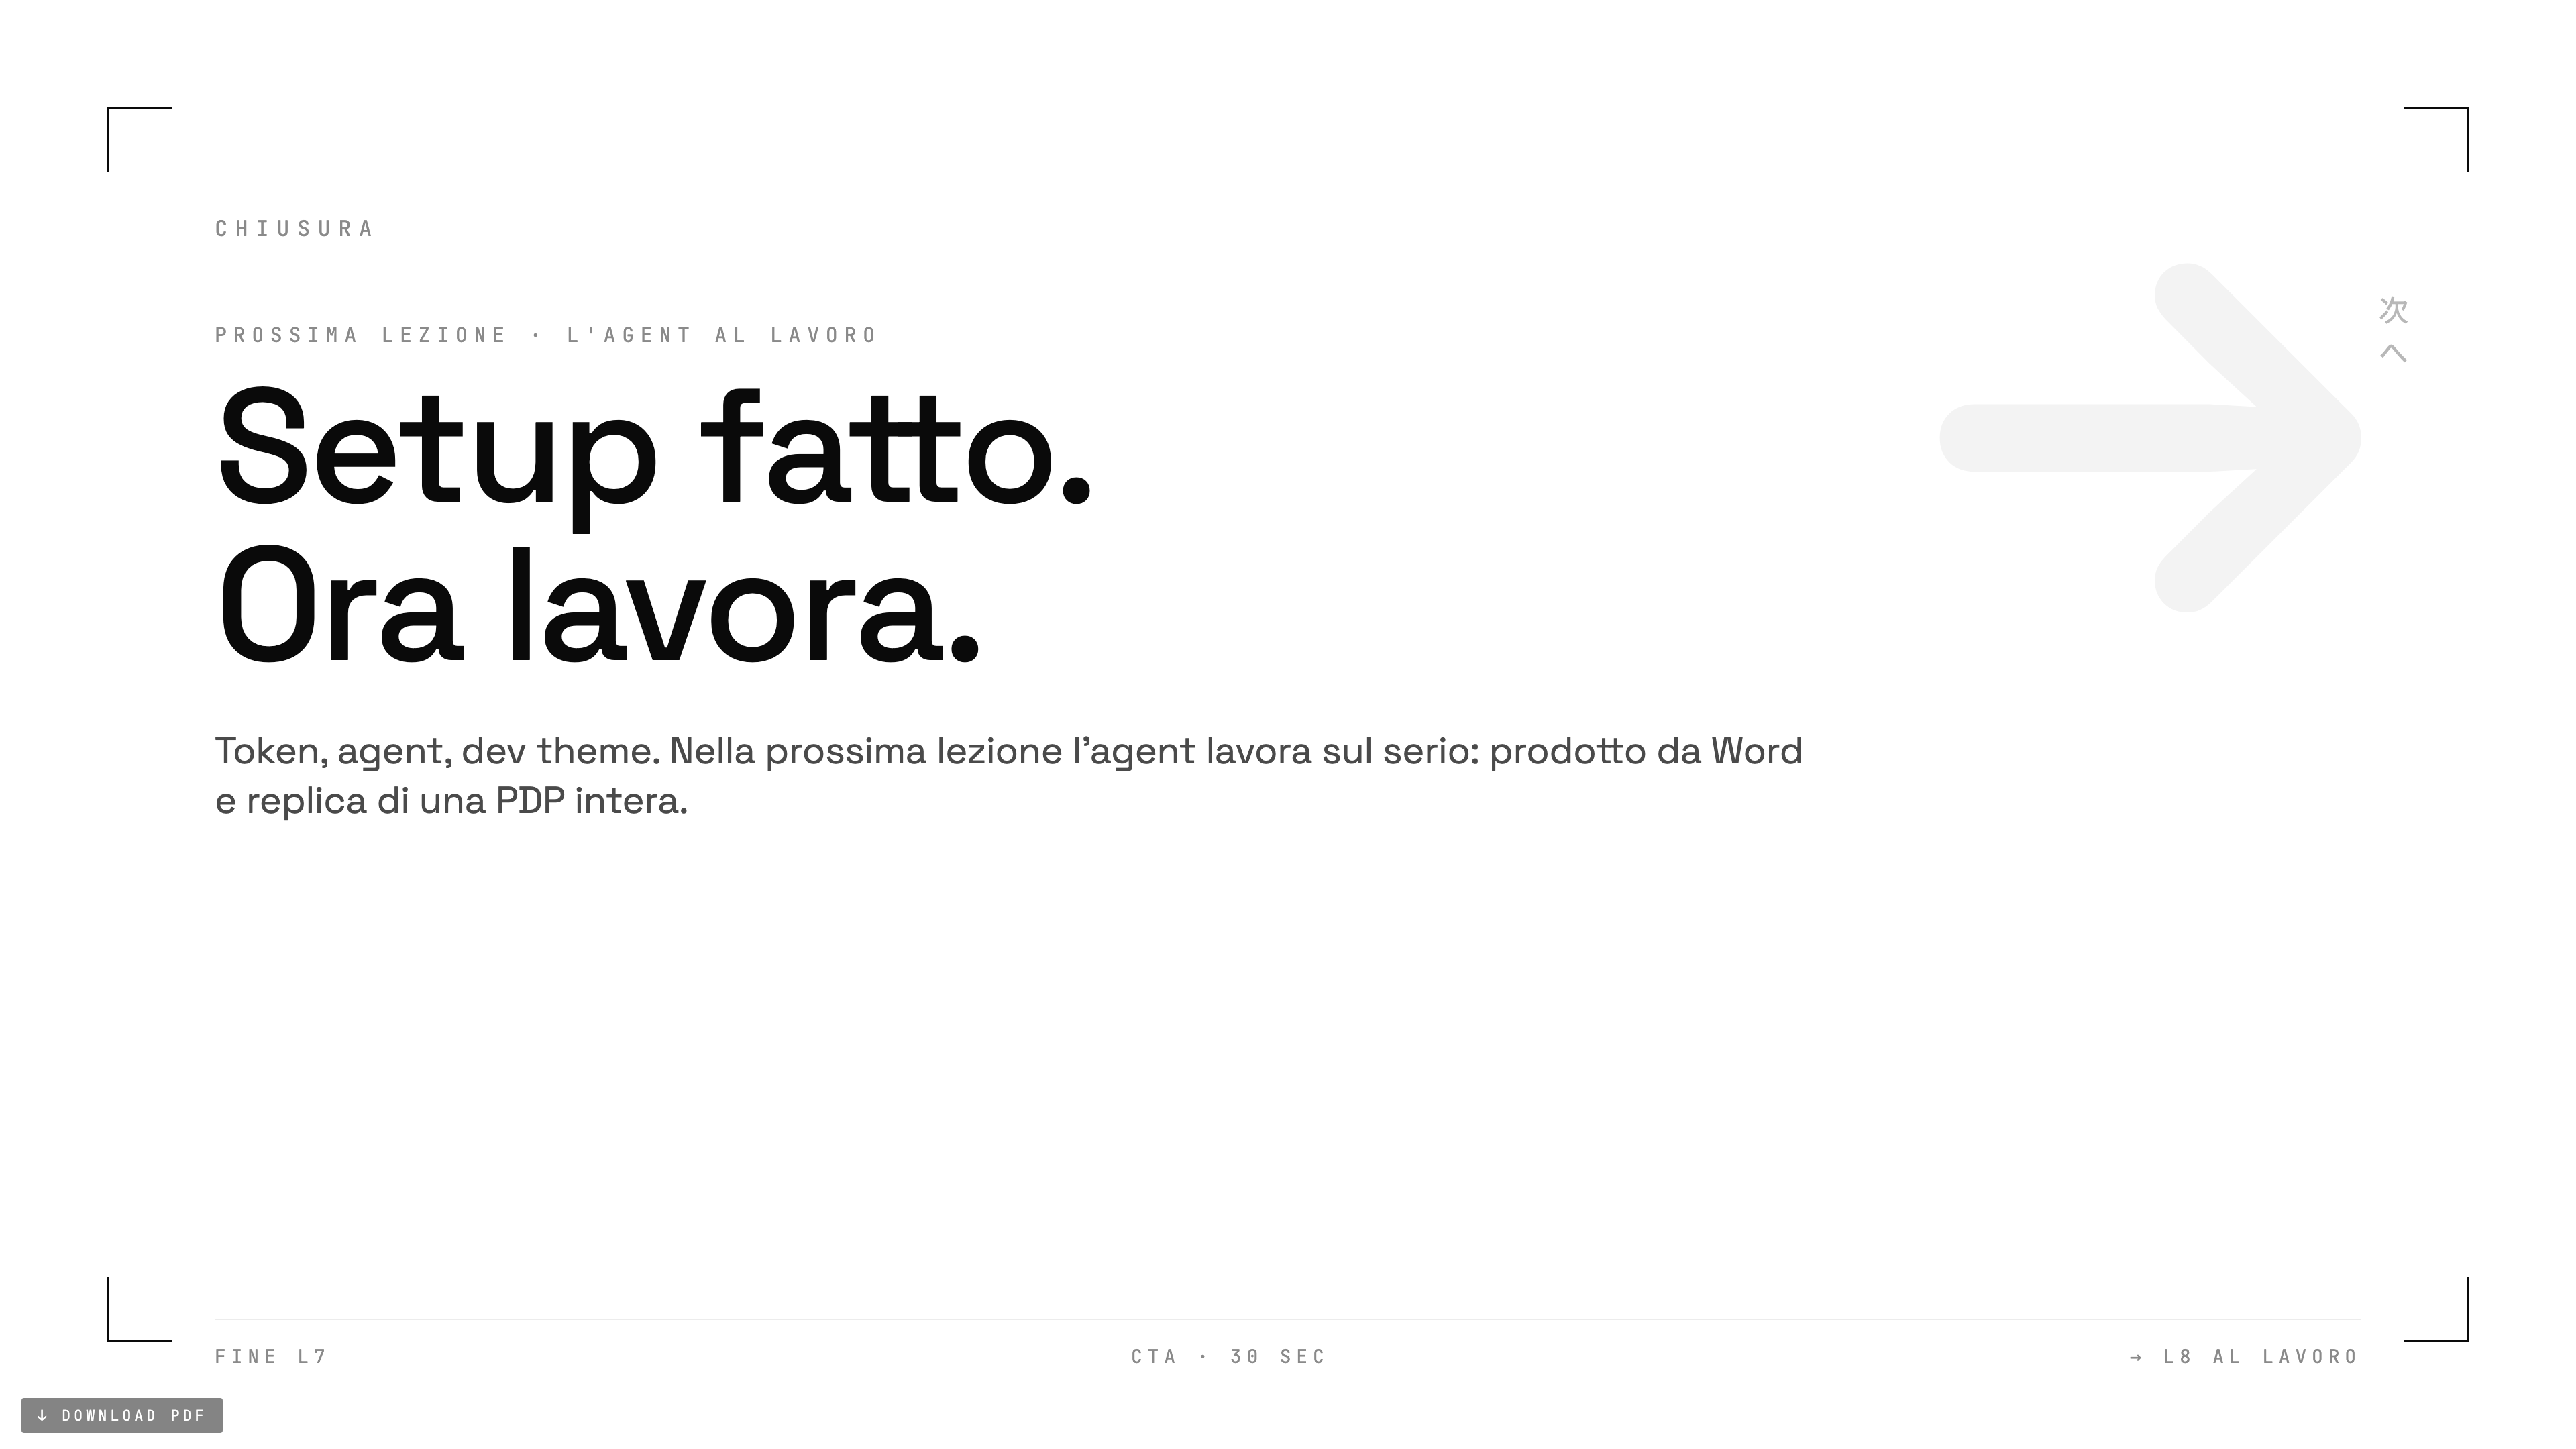 CHIUSURA
PROSSIMA LEZIONE · L'AGENT AL LAVORO
Setup fatto.
Ora lavora.
次へ
Token, agent, dev theme. Nella prossima lezione l’agent lavora sul serio: prodotto da Word
e replica di una PDP intera.
FINE L7
CTA · 30 SEC
→ L8 AL LAVORO
↓ DOWNLOAD PDF